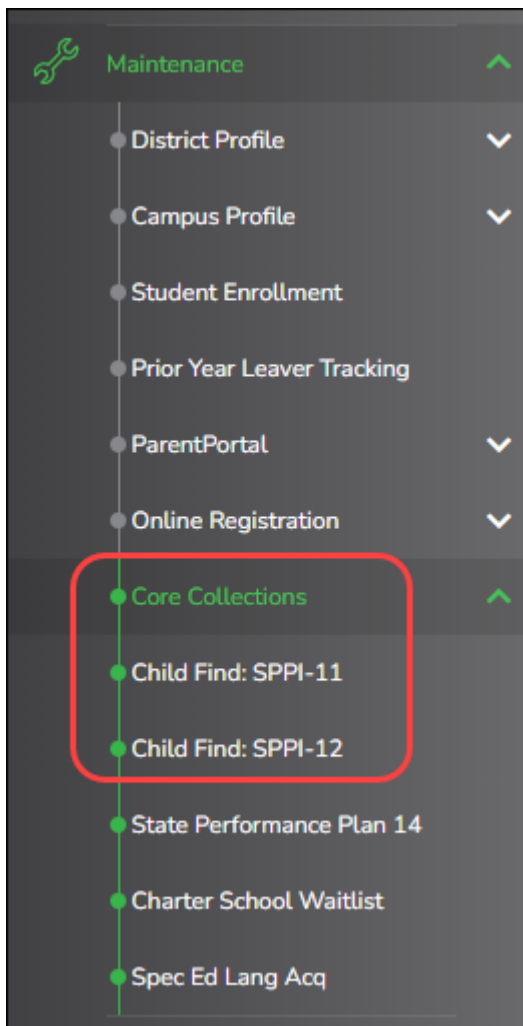 Maintenance
District Profile
Campus Profile
Student Enrollment
Prior Year Leaver Tracking
ParentPortal
Online Registration
Core Collections
Child Find: SPPI-11
Child Find: SPPI-12
State Performance Plan 14
Charter School Waitlist
Spec Ed Lang Acq